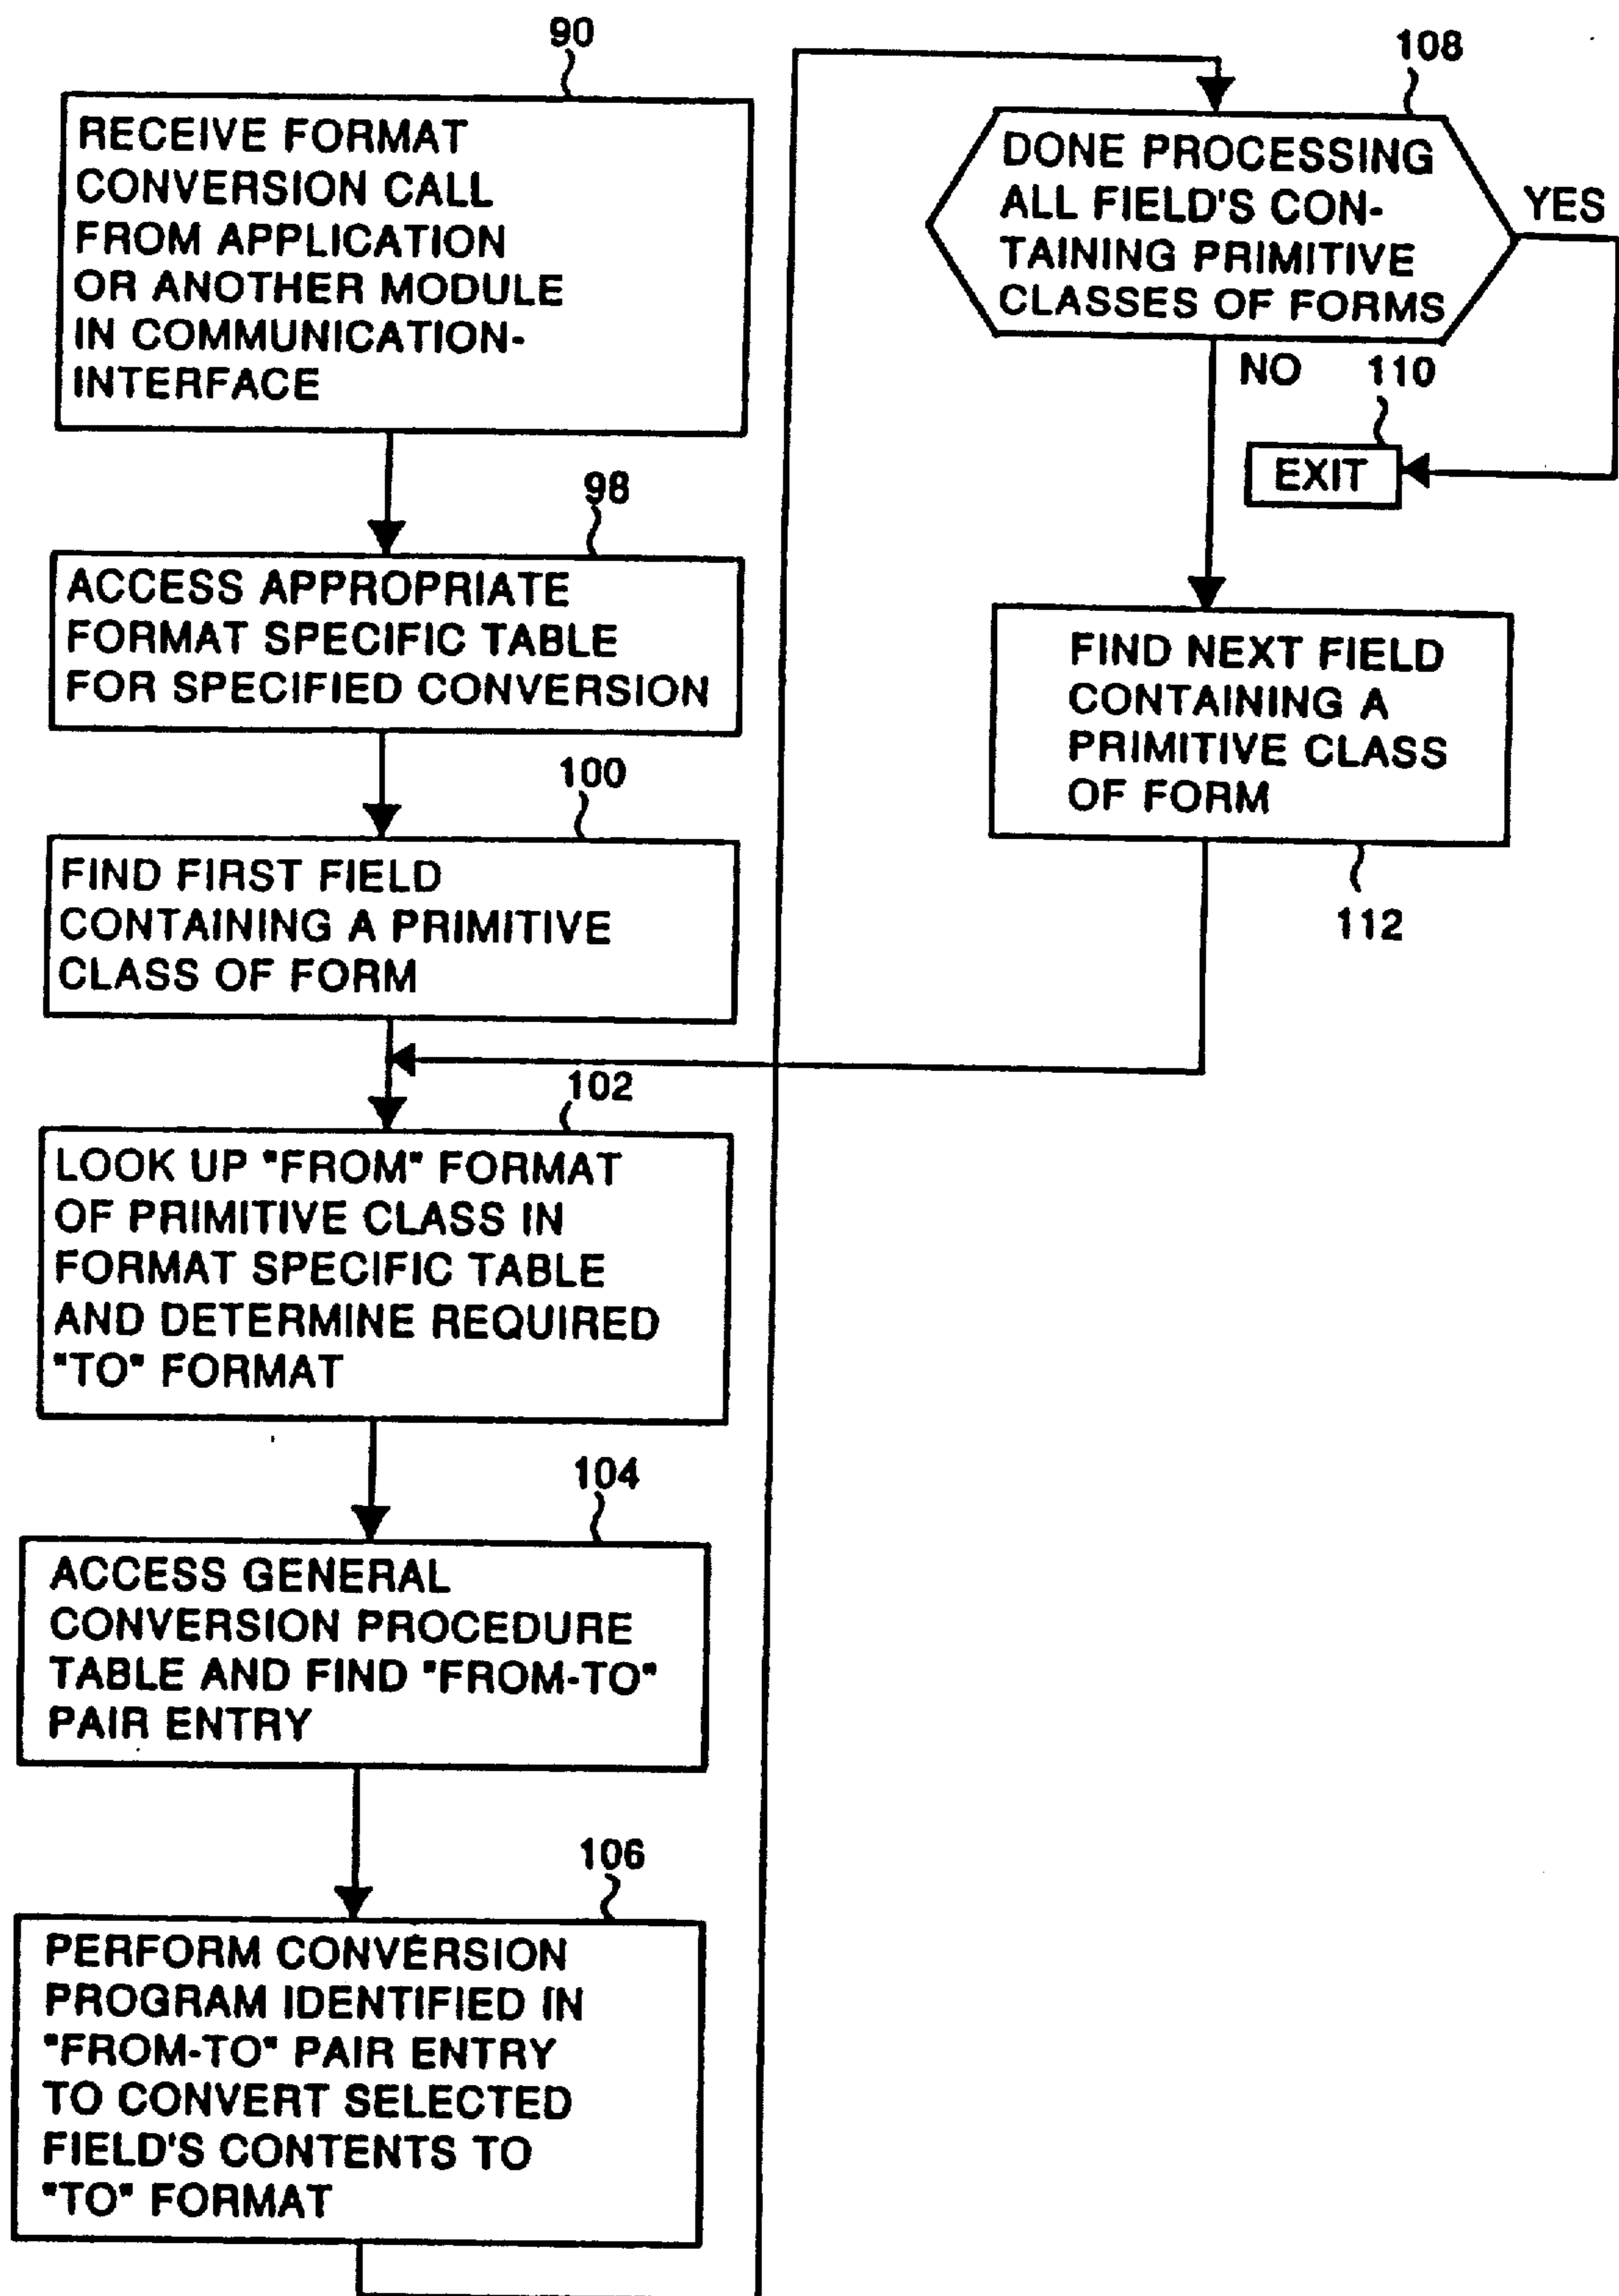 90
RECEIVE FORMAT
CONVERSION CALL
FROM APPLICATION
OR ANOTHER MODULE
IN COMMUNICATION-
INTERFACE
98
ACCESS APPROPRIATE
FORMAT SPECIFIC TABLE
FOR SPECIFIED CONVERSION
100
FIND FIRST FIELD
CONTAINING A PRIMITIVE
CLASS OF FORM
102
LOOK UP "FROM" FORMAT
OF PRIMITIVE CLASS IN
FORMAT SPECIFIC TABLE
AND DETERMINE REQUIRED
"TO" FORMAT
104
ACCESS GENERAL
CONVERSION PROCEDURE
TABLE AND FIND "FROM-TO"
PAIR ENTRY
106
PERFORM CONVERSION
PROGRAM IDENTIFIED IN
"FROM-TO" PAIR ENTRY
TO CONVERT SELECTED
FIELD'S CONTENTS TO
"TO" FORMAT
108
DONE PROCESSING
ALL FIELD'S CON-
TAINING PRIMITIVE
CLASSES OF FORMS
YES
NO
110
EXIT
FIND NEXT FIELD
CONTAINING A
PRIMITIVE CLASS
OF FORM
112